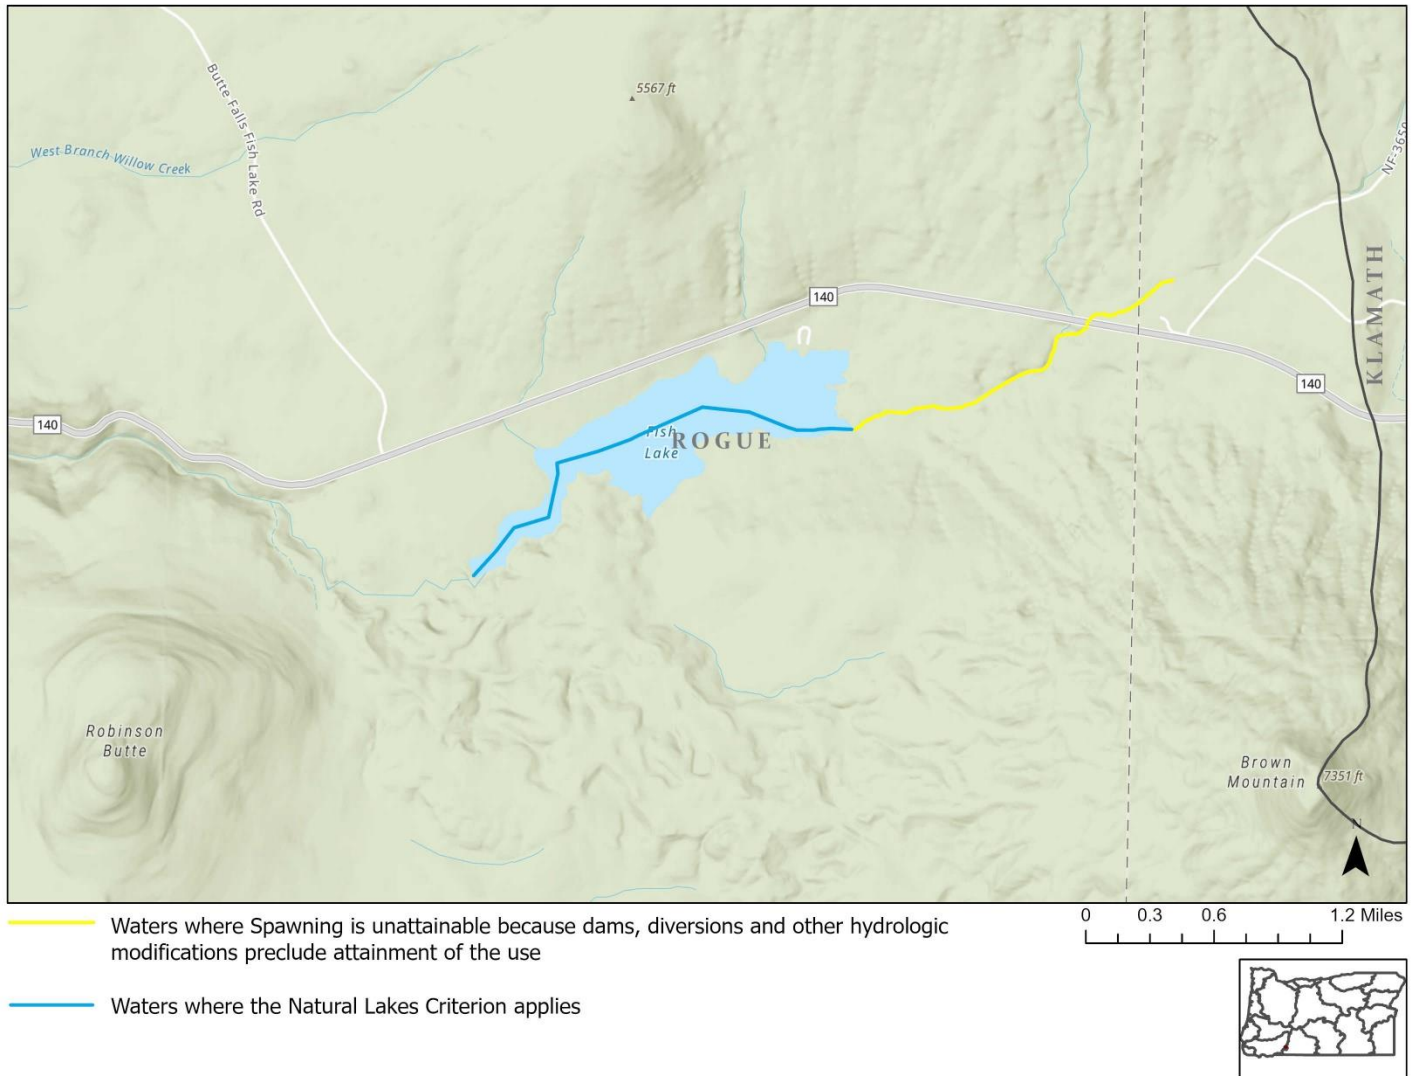 5567 ft
Butte Falls Fish Lake Rd
West Branch Willow Creek
NF-3650
KLAMATH
140
140
140
Fish
Lake
ROGUE
Robinson
Butte
Brown
Mountain
7351 ft
N
Waters where Spawning is unattainable because dams, diversions and other hydrologic
modifications preclude attainment of the use
Waters where the Natural Lakes Criterion applies
0 0.3 0.6 1.2 Miles